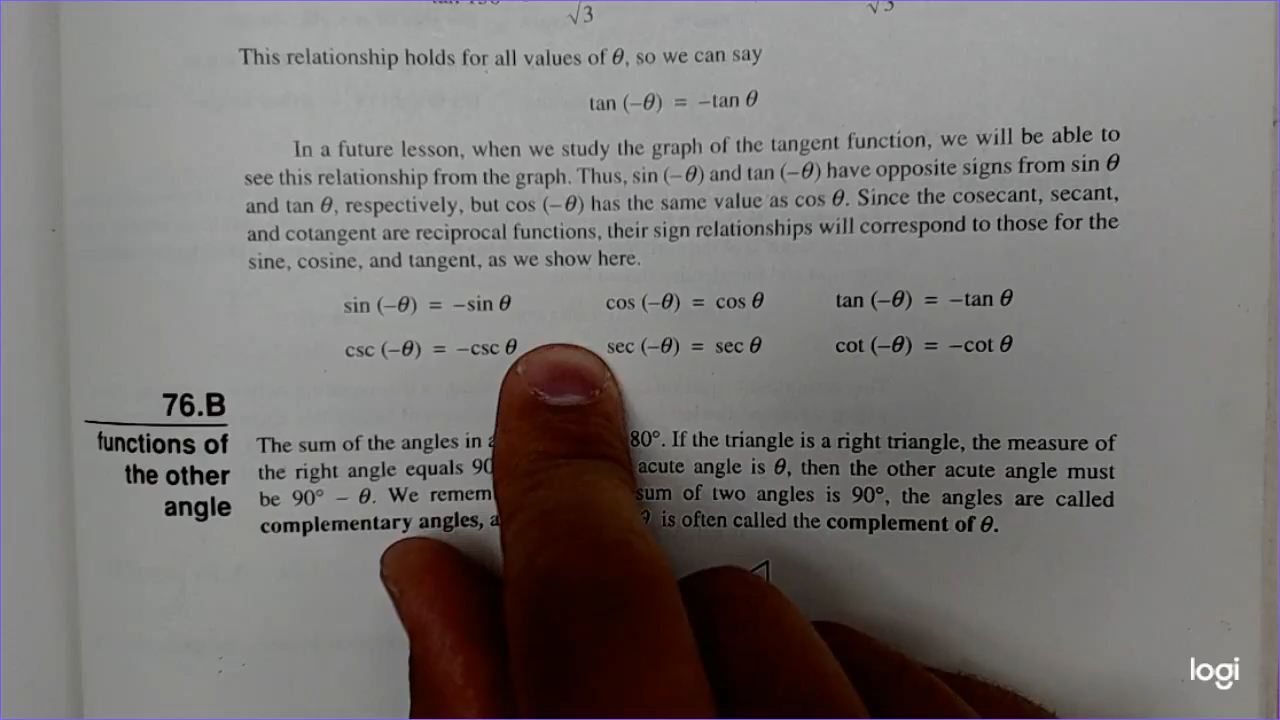 √3
√3
This relationship holds for all values of θ, so we can say
tan (−θ) = −tan θ
In a future lesson, when we study the graph of the tangent function, we will be able to
see this relationship from the graph. Thus, sin (−θ) and tan (−θ) have opposite signs from sin θ
and tan θ, respectively, but cos (−θ) has the same value as cos θ. Since the cosecant, secant,
and cotangent are reciprocal functions, their sign relationships will correspond to those for the
sine, cosine, and tangent, as we show here.
sin (−θ) = −sin θ cos (−θ) = cos θ tan (−θ) = −tan θ
csc (−θ) = −csc θ sec (−θ) = sec θ cot (−θ) = −cot θ
76.B
functions of
the other
angle
The sum of the angles in 80°. If the triangle is a right triangle, the measure of
the right angle equals acute angle is θ, then the other acute angle must
be 90° − θ. We sum of two angles is 90°, the angles are called
complementary angles, is often called the complement of θ.
logi